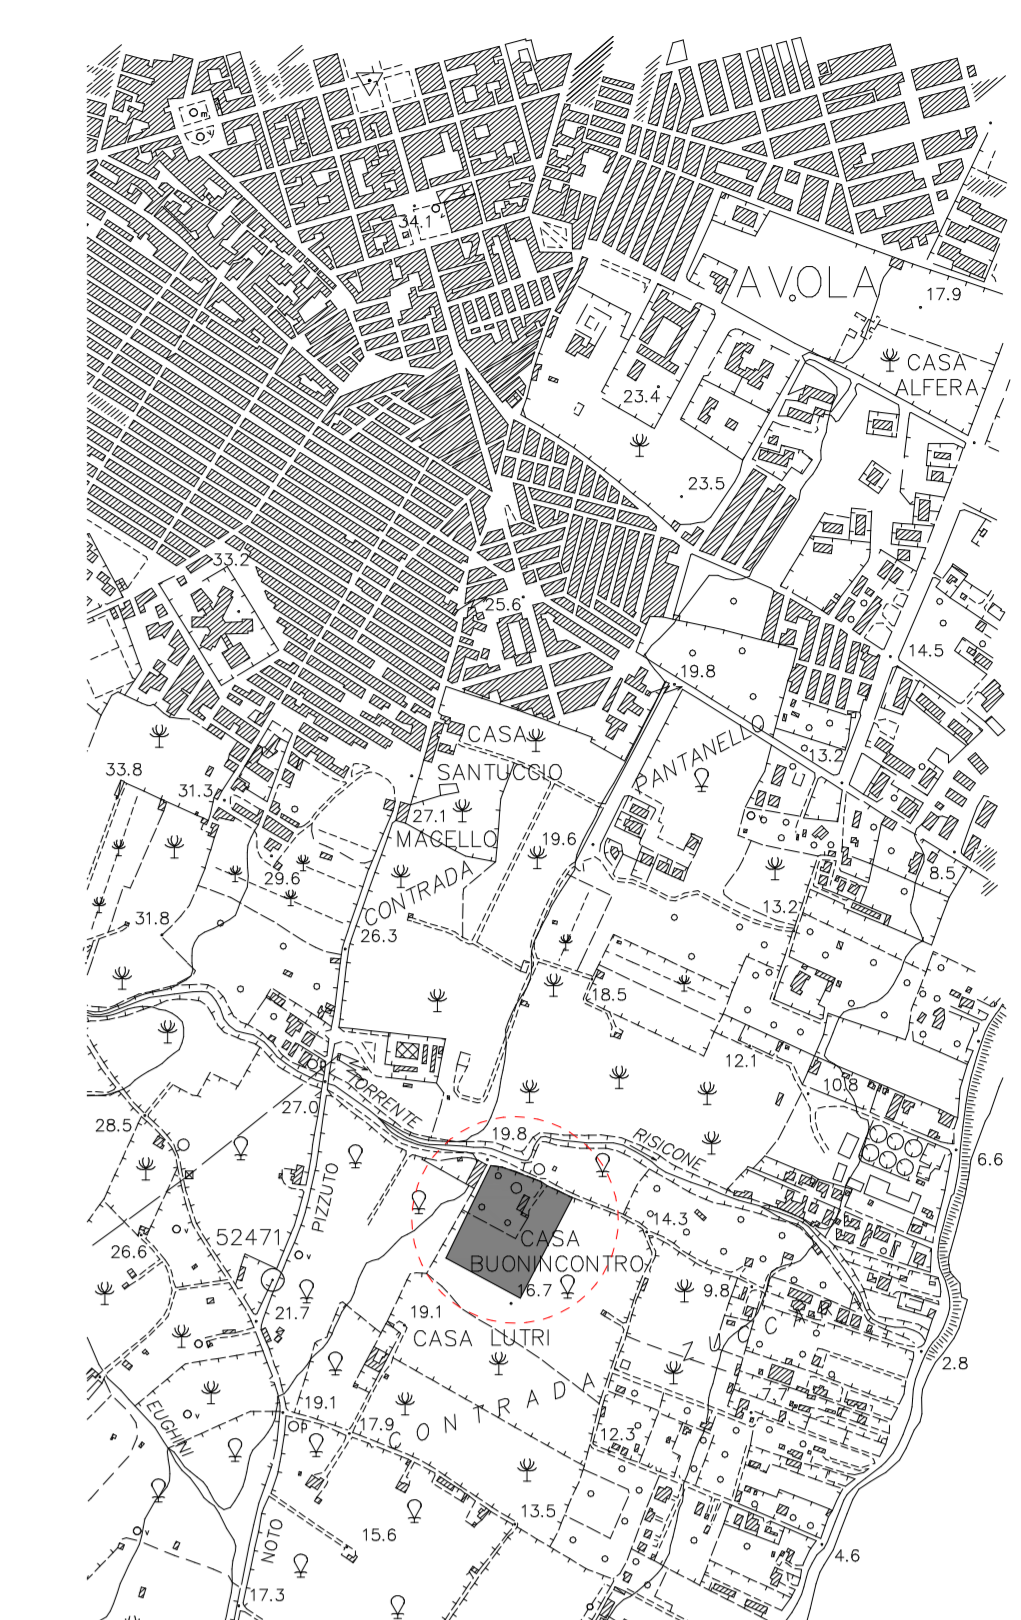 34.1
AVOLA
17.9
CASA
ALFERA
23.4
23.5
33.2
25.6
14.5
19.8
CASA
SANTUCCIO
PANTANELLO
13.2
33.8
31.3
27.1
MACELLO
19.6
29.6
8.5
CONTRADA
31.8
13.2
26.3
18.5
12.1
10.8
TORRENTE
27.0
28.5
19.8
RISICONE
6.6
PIZZUTO
52471
14.3
26.6
CASA
BUONINCONTRO
16.7
9.8
19.1
21.7
CASA LUTRI
ZUCCARA
2.8
7.7
19.1
17.9
CONTRADA
EUGHINI
12.3
13.5
15.6
NOTO
4.6
17.3